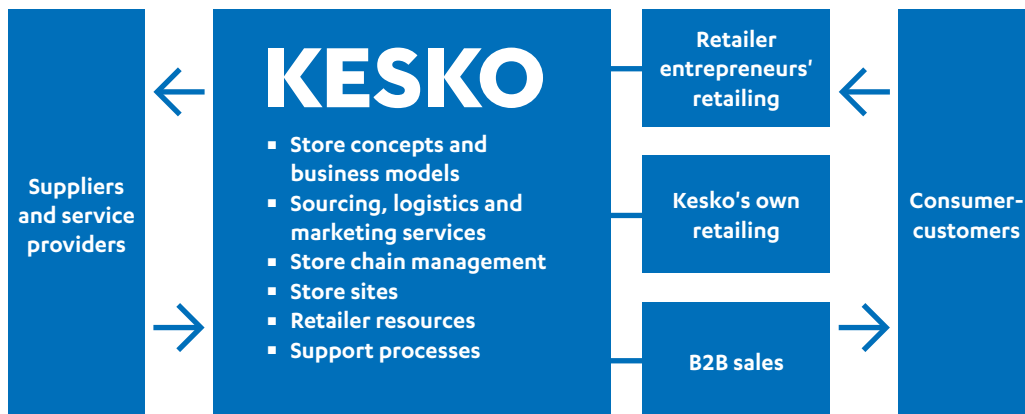 Suppliers
and service
providers
KESKO
▪ Store concepts and
business models
▪ Sourcing, logistics and
marketing services
▪ Store chain management
▪ Store sites
▪ Retailer resources
▪ Support processes
Retailer
entrepreneurs'
retailing
Kesko's own
retailing
B2B sales
Consumer-
customers